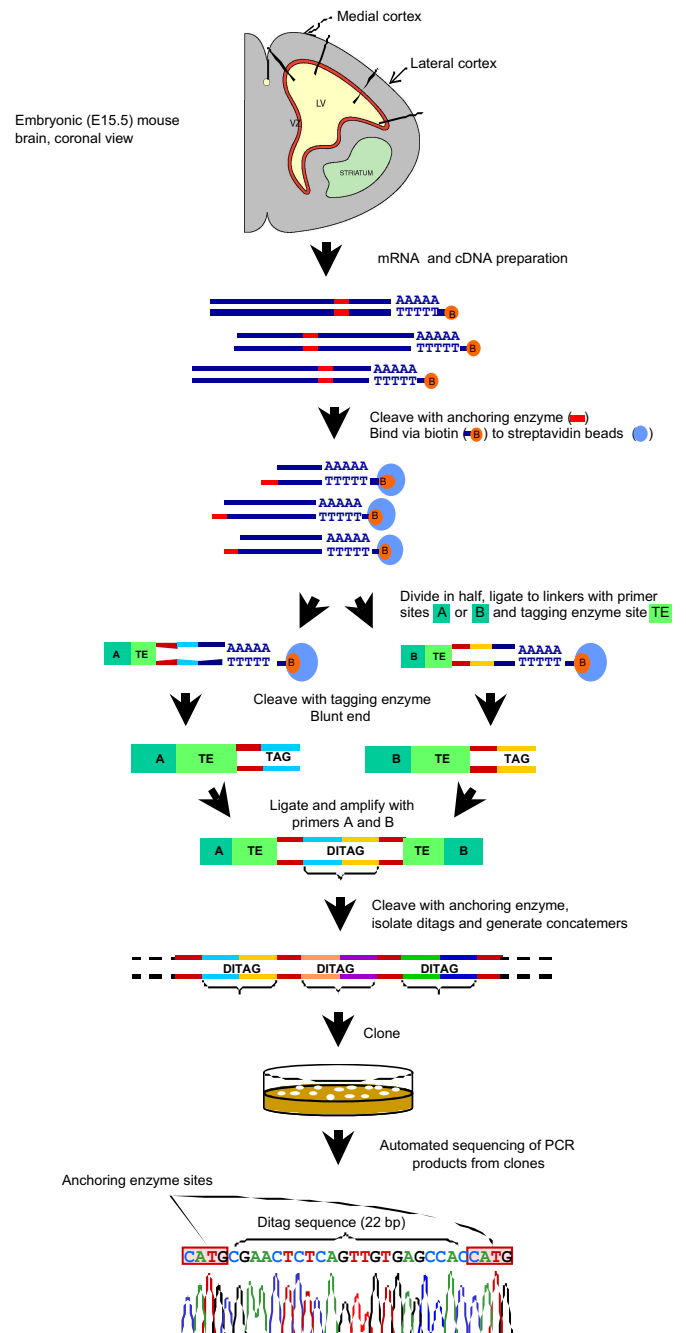 Medial cortex
Lateral cortex
Embryonic (E15.5) mouse
brain, coronal view
LV
VZ
STRIATUM
mRNA and cDNA preparation
AAAAA
TTTTT B
AAAAA
TTTTT B
AAAAA
TTTTT B
Cleave with anchoring enzyme ( )
Bind via biotin ( B ) to streptavidin beads ( )
AAAAA
TTTTT B
AAAAA
TTTTT B
AAAAA
TTTTT B
Divide in half, ligate to linkers with primer
sites A or B and tagging enzyme site TE
A TE AAAAA
TTTTT B
B TE AAAAA
TTTTT B
Cleave with tagging enzyme
Blunt end
A TE TAG
B TE TAG
Ligate and amplify with
primers A and B
A TE DITAG TE B
Cleave with anchoring enzyme,
isolate ditags and generate concatemers
DITAG DITAG DITAG
Clone
Automated sequencing of PCR
products from clones
Anchoring enzyme sites
Ditag sequence (22 bp)
CATGCGAACTCTCAGTTGTGAGCCACCATG